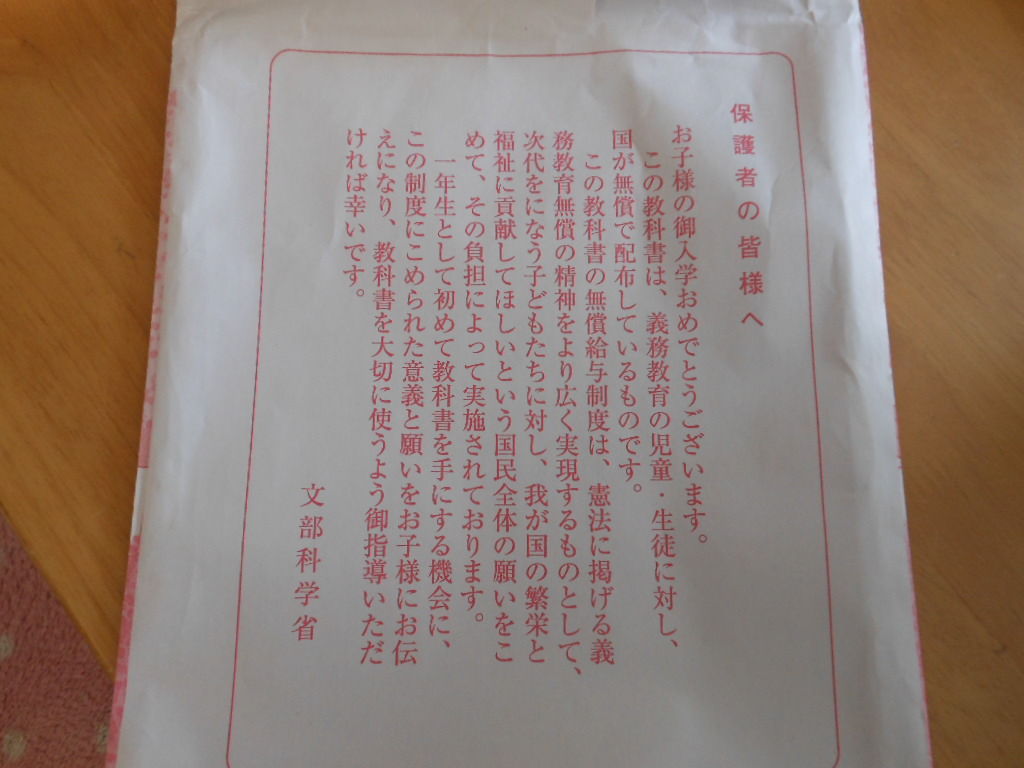 保護者の皆様へ
お子様の御入学おめでとうございます。
この教科書は、義務教育の児童・生徒に対し、
国が無償で配布しているものです。
この教科書の無償給与制度は、憲法に掲げる義
務教育無償の精神をより広く実現するものとして、
次代をになう子どもたちに対し、我が国の繁栄と
福祉に貢献してほしいという国民全体の願いをこ
めて、その負担によって実施されております。
一年生として初めて教科書を手にする機会に、
この制度にこめられた意義と願いをお子様にお伝
えになり、教科書を大切に使うよう御指導いただ
ければ幸いです。
文部科学省